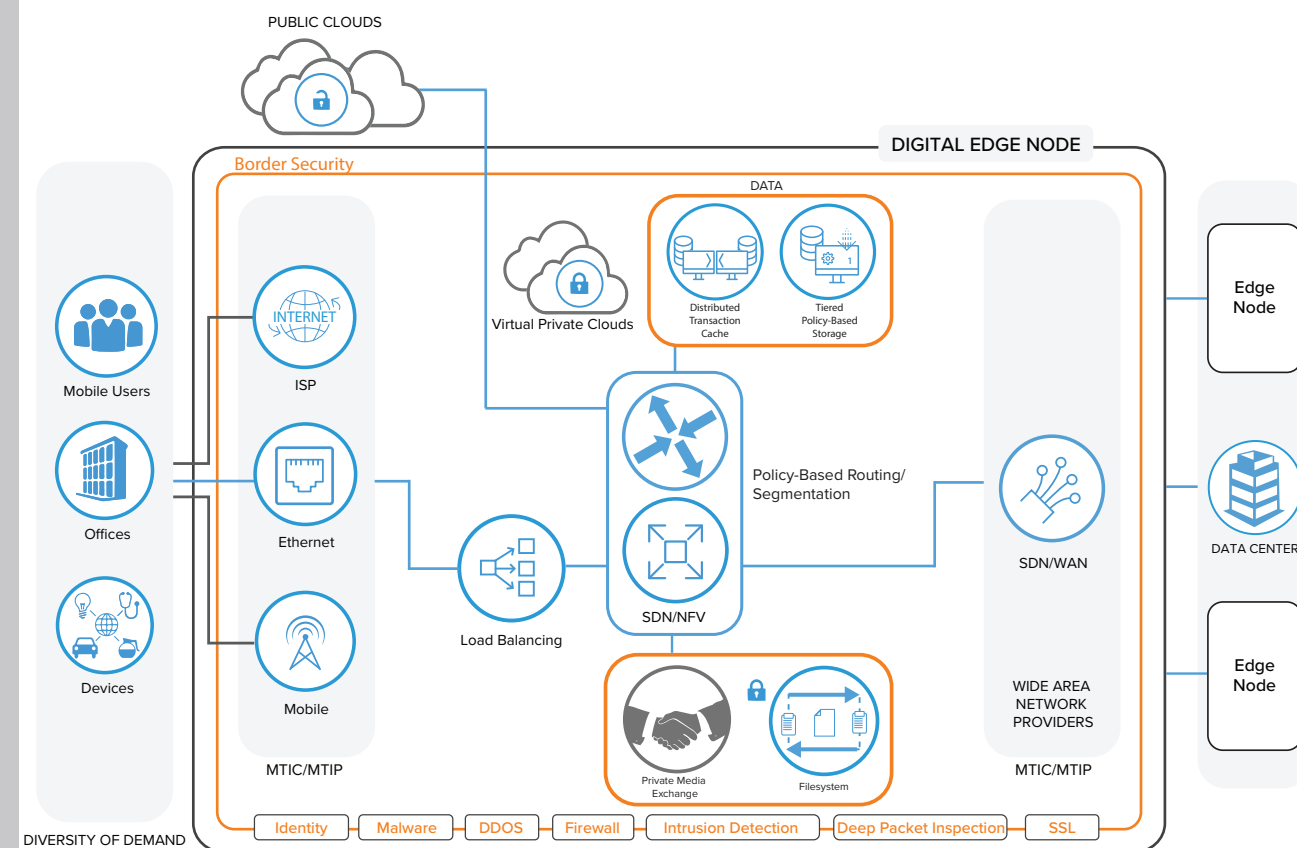 PUBLIC CLOUDS
DIGITAL EDGE NODE
Border Security
DATA
Distributed
Transaction
Cache
Tiered
Policy-Based
Storage
1
Virtual Private Clouds
INTERNET
ISP
Mobile Users
Edge
Node
Policy-Based Routing/
Segmentation
Offices
Ethernet
DATA CENTER
SDN/WAN
SDN/NFV
Load Balancing
Devices
Mobile
Edge
Node
WIDE AREA
NETWORK
PROVIDERS
MTIC/MTIP
MTIC/MTIP
Private Media
Exchange
Filesystem
Identity
Malware
DDOS
Firewall
Intrusion Detection
Deep Packet Inspection
SSL
DIVERSITY OF DEMAND